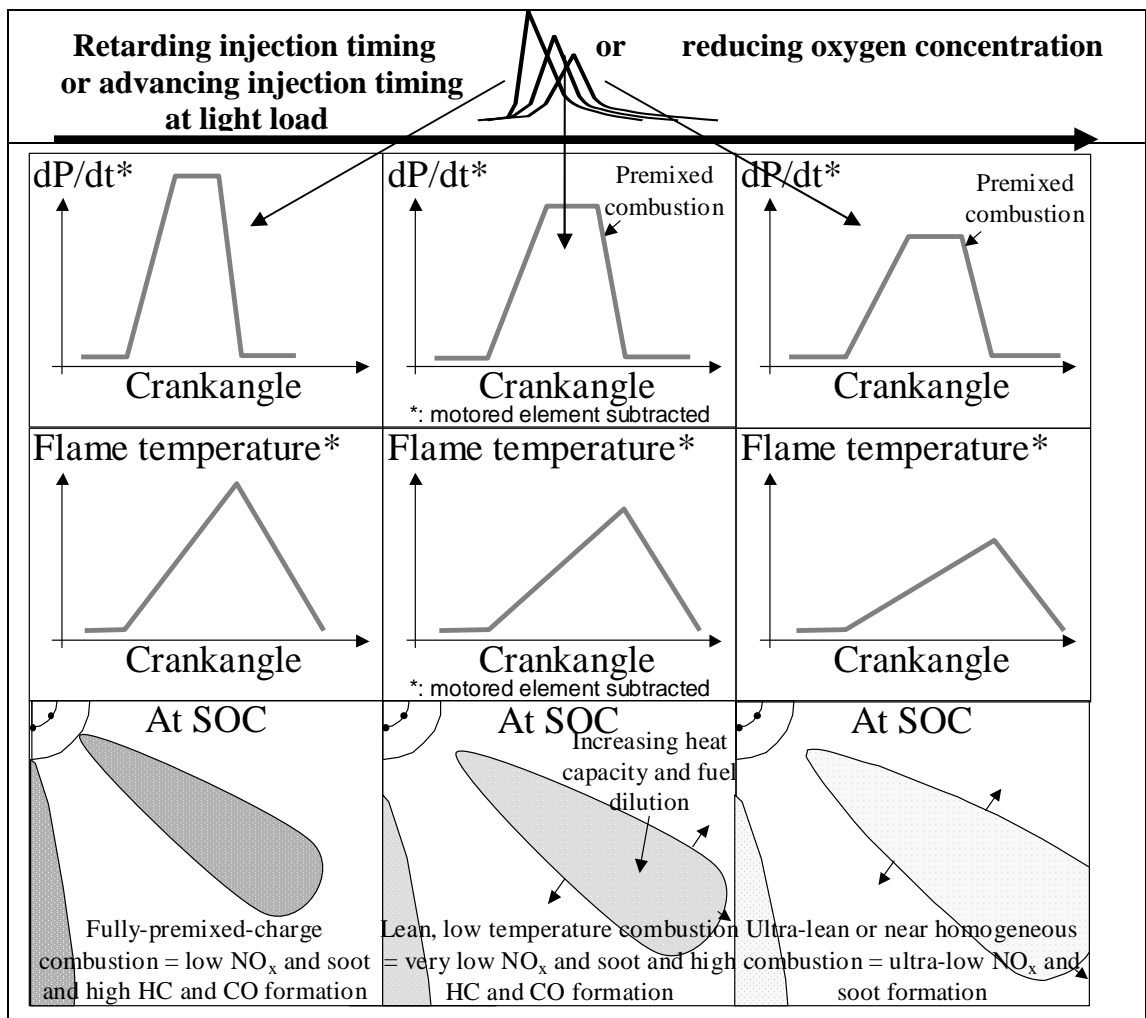 Retarding injection timing
or advancing injection timing
at light load
or
reducing oxygen concentration
dP/dt*
Crankangle
dP/dt*
Premixed
combustion
Crankangle
*: motored element subtracted
dP/dt*
Premixed
combustion
Crankangle
Flame temperature*
Crankangle
Flame temperature*
Crankangle
*: motored element subtracted
Flame temperature*
Crankangle
At SOC
Fully-premixed-charge
combustion = low NOx and soot
and high HC and CO formation
At SOC
Increasing heat
capacity and fuel
dilution
Lean, low temperature combustion
= very low NOx and soot and high
HC and CO formation
At SOC
Ultra-lean or near homogeneous
combustion = ultra-low NOx and
soot formation